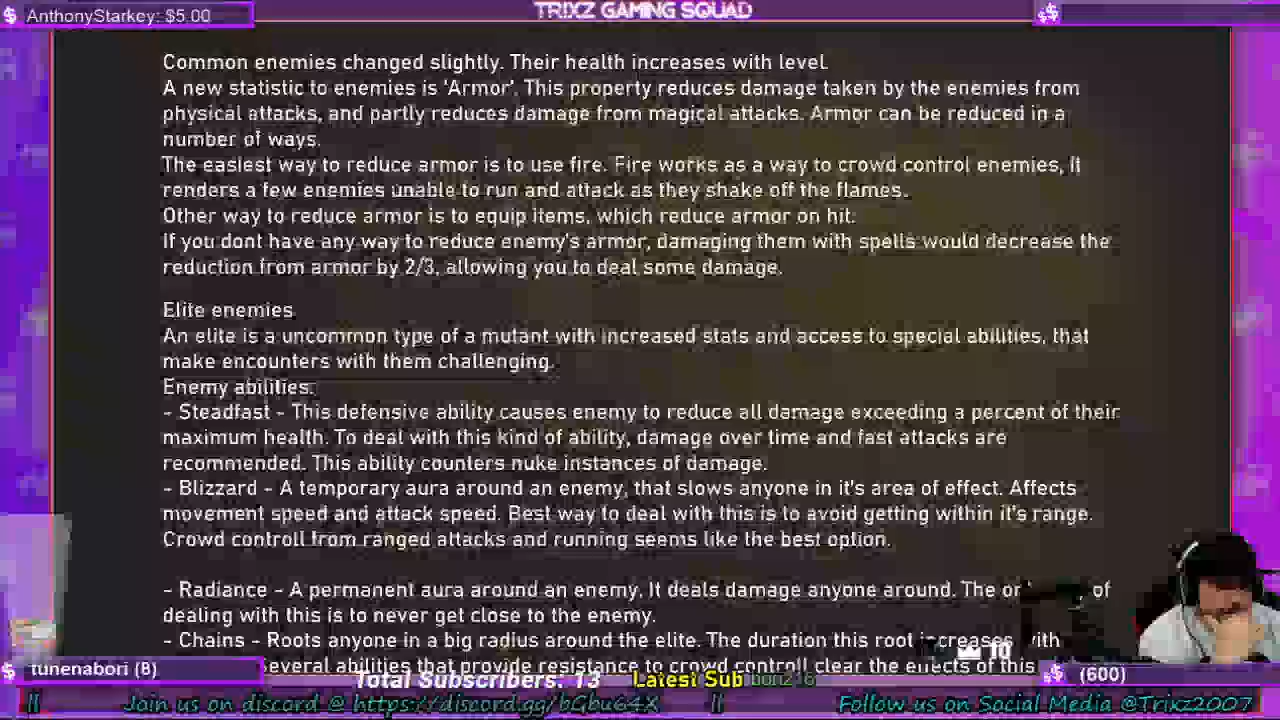 AnthonyStarkey: $5.00
TRIXZ GAMING SQUAD
Common enemies changed slightly. Their health increases with level.
A new statistic to enemies is 'Armor'. This property reduces damage taken by the enemies from
physical attacks, and partly reduces damage from magical attacks. Armor can be reduced in a
number of ways.
The easiest way to reduce armor is to use fire. Fire works as a way to crowd control enemies, it
renders a few enemies unable to run and attack as they shake off the flames.
Other way to reduce armor is to equip items, which reduce armor on hit.
If you dont have any way to reduce enemy's armor, damaging them with spells would decrease the
reduction from armor by 2/3, allowing you to deal some damage.
Elite enemies
An elite is a uncommon type of a mutant with increased stats and access to special abilities, that
make encounters with them challenging.
Enemy abilities:
- Steadfast - This defensive ability causes enemy to reduce all damage exceeding a percent of their
maximum health. To deal with this kind of ability, damage over time and fast attacks are
recommended. This ability counters nuke instances of damage.
- Blizzard - A temporary aura around an enemy, that slows anyone in it's area of effect. Affects
movement speed and attack speed. Best way to deal with this is to avoid getting within it's range.
Crowd controll from ranged attacks and running seems like the best option.
- Radiance - A permanent aura around an enemy. It deals damage anyone around. The of
dealing with this is to never get close to the enemy.
- Chains - Roots anyone in a big radius around the elite. The duration this root increases with
Several abilities that provide resistance to crowd controll clear the effects of this
10
tunenabori (8)
Total Subscribers: 13
Latest Sub
(600)
Join us on discord @ https://discord.gg/bGbu64X
Follow us on Social Media @Trixz2007